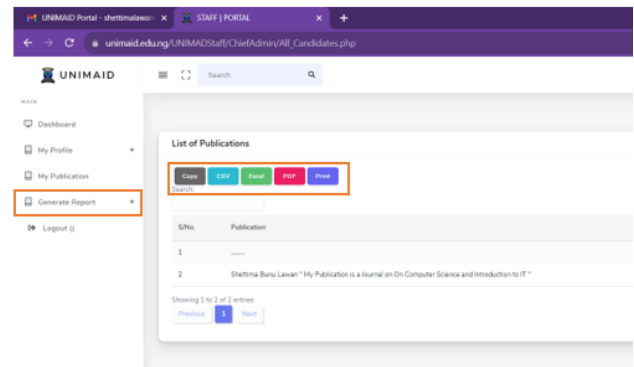 UNIMAID Portal - shettimalawan
STAFF | PORTAL
unimaid.edu.ng/UNIMADStaff/ChiefAdmin/All_Candidates.php
UNIMAID
Search
MAIN
Dashboard
My Profile +
My Publication
Generate Report +
Logout ()
List of Publications
Copy CSV Excel PDF Print
Search:
S/No. Publication
1 ......
2 Shettima Bunu Lawan " My Publication is a Journal on On Computer Science and Introduction to IT "
Showing 1 to 2 of 2 entries
Previous 1 Next